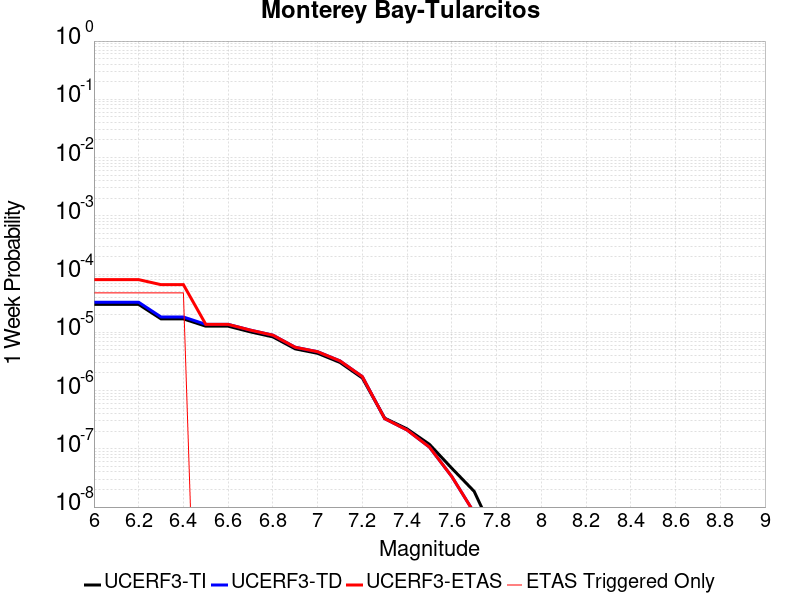 Monterey Bay-Tularcitos
10^0
10^-1
10^-2
10^-3
10^-4
10^-5
10^-6
10^-7
10^-8
1 Week Probability
6 6.2 6.4 6.6 6.8 7 7.2 7.4 7.6 7.8 8 8.2 8.4 8.6 8.8 9
Magnitude
UCERF3-TI UCERF3-TD UCERF3-ETAS ETAS Triggered Only